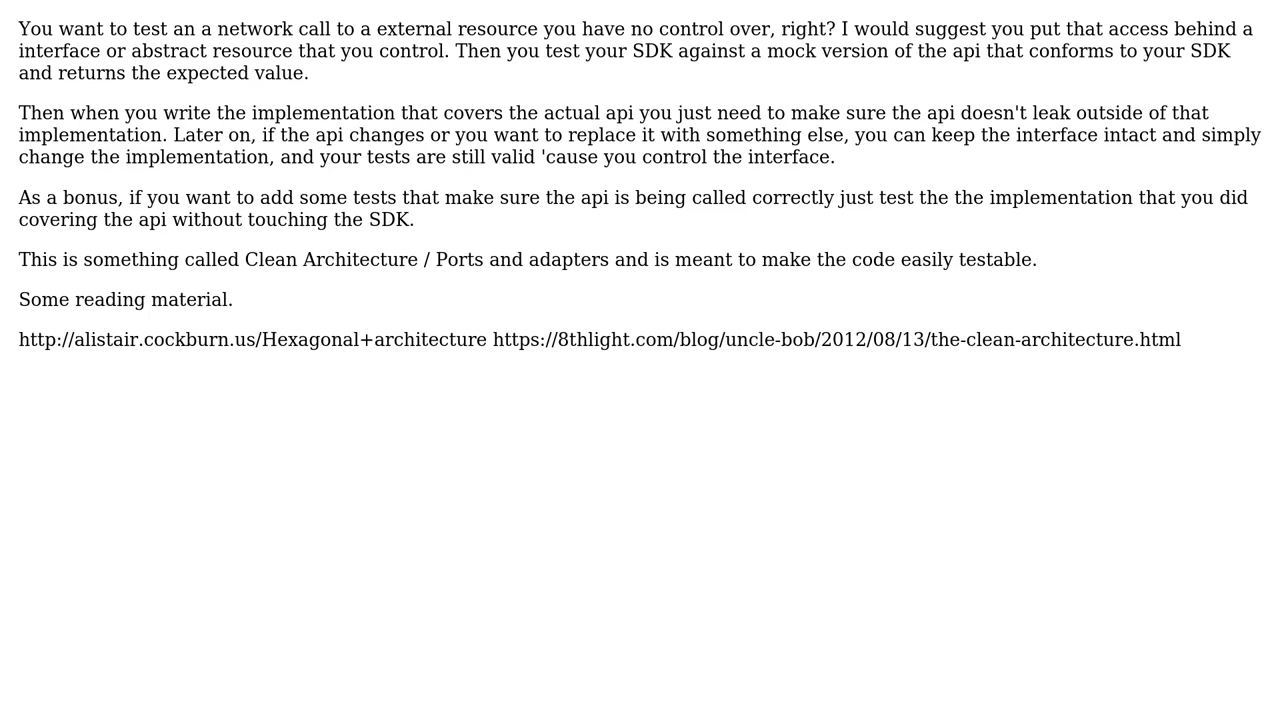 You want to test an a network call to a external resource you have no control over, right? I would suggest you put that access behind a
interface or abstract resource that you control. Then you test your SDK against a mock version of the api that conforms to your SDK
and returns the expected value.
Then when you write the implementation that covers the actual api you just need to make sure the api doesn't leak outside of that
implementation. Later on, if the api changes or you want to replace it with something else, you can keep the interface intact and simply
change the implementation, and your tests are still valid 'cause you control the interface.
As a bonus, if you want to add some tests that make sure the api is being called correctly just test the the implementation that you did
covering the api without touching the SDK.
This is something called Clean Architecture / Ports and adapters and is meant to make the code easily testable.
Some reading material.
http://alistair.cockburn.us/Hexagonal+architecture https://8thlight.com/blog/uncle-bob/2012/08/13/the-clean-architecture.html